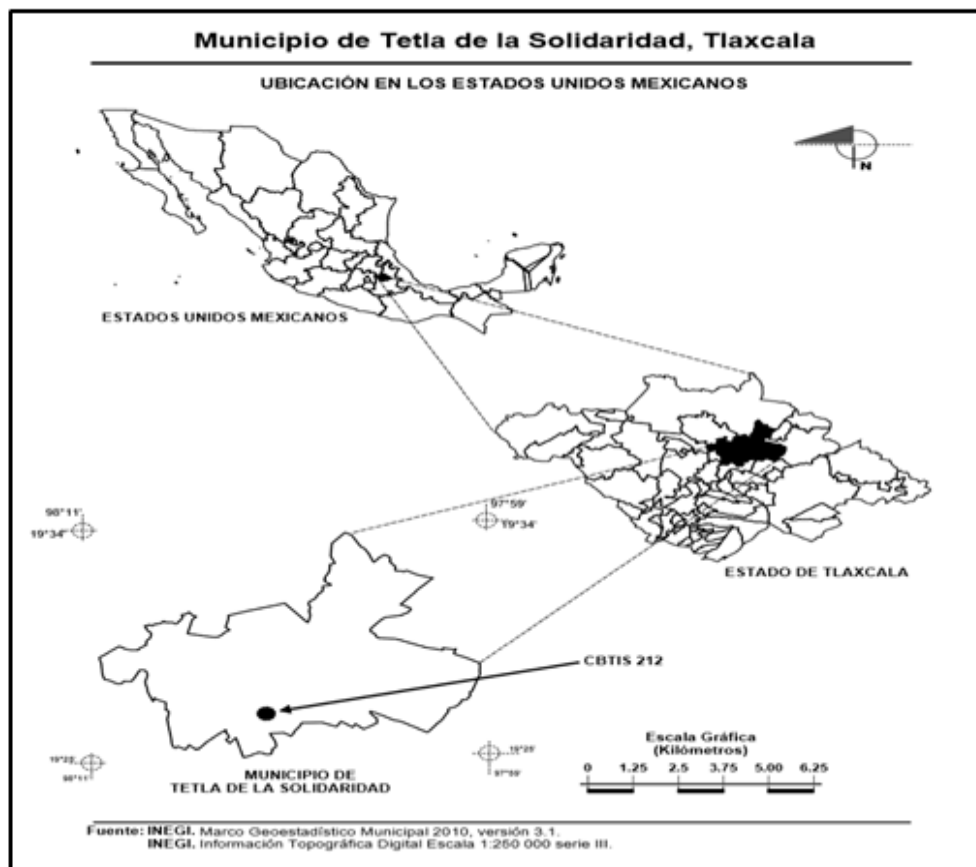 Municipio de Tetla de la Solidaridad, Tlaxcala
UBICACIÓN EN LOS ESTADOS UNIDOS MEXICANOS
N
ESTADOS UNIDOS MEXICANOS
98°11'
19°34'
97°59'
19°34'
ESTADO DE TLAXCALA
CBTIS 212
MUNICIPIO DE
TETLA DE LA SOLIDARIDAD
98°11'
97°59'
Escala Gráfica
(Kilómetros)
0 1.25 2.5 3.75 5.00 6.25
Fuente: INEGI. Marco Geoestadístico Municipal 2010, versión 3.1.
INEGI. Información Topográfica Digital Escala 1:250 000 serie III.